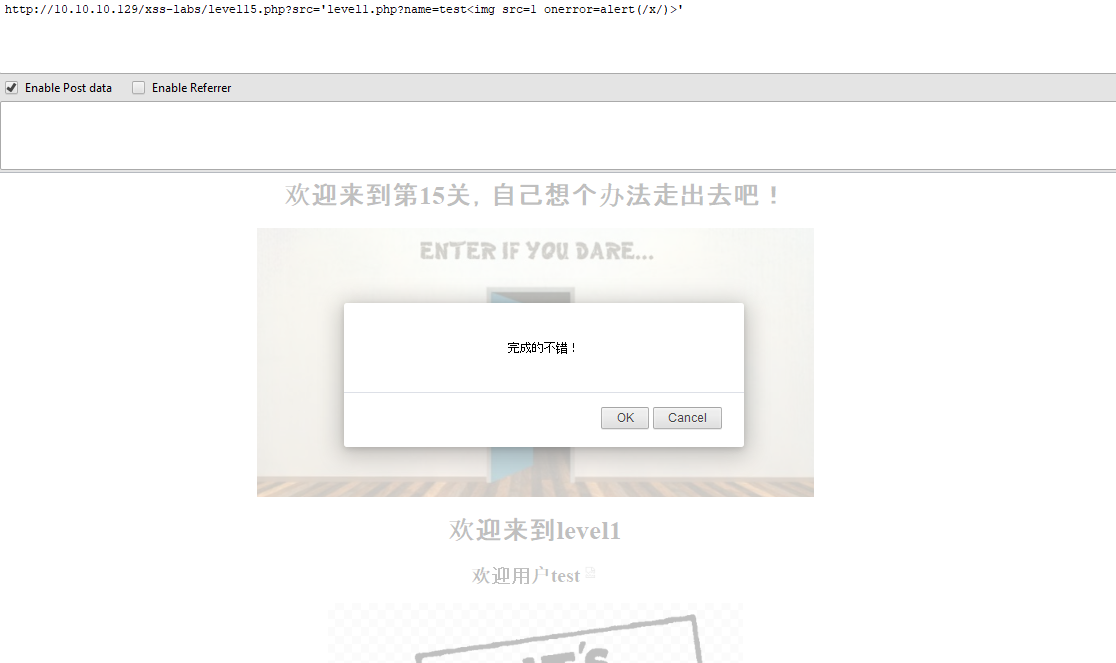 http://10.10.10.129/xss-labs/level15.php?src='level1.php?name=test<img src=1 onerror=alert(/x/)>'
Enable Post data Enable Referrer
欢迎来到第15关，自己想个办法走出去吧！
ENTER IF YOU DARE...
完成的不错！
OK Cancel
欢迎来到level1
欢迎用户test
IT'S